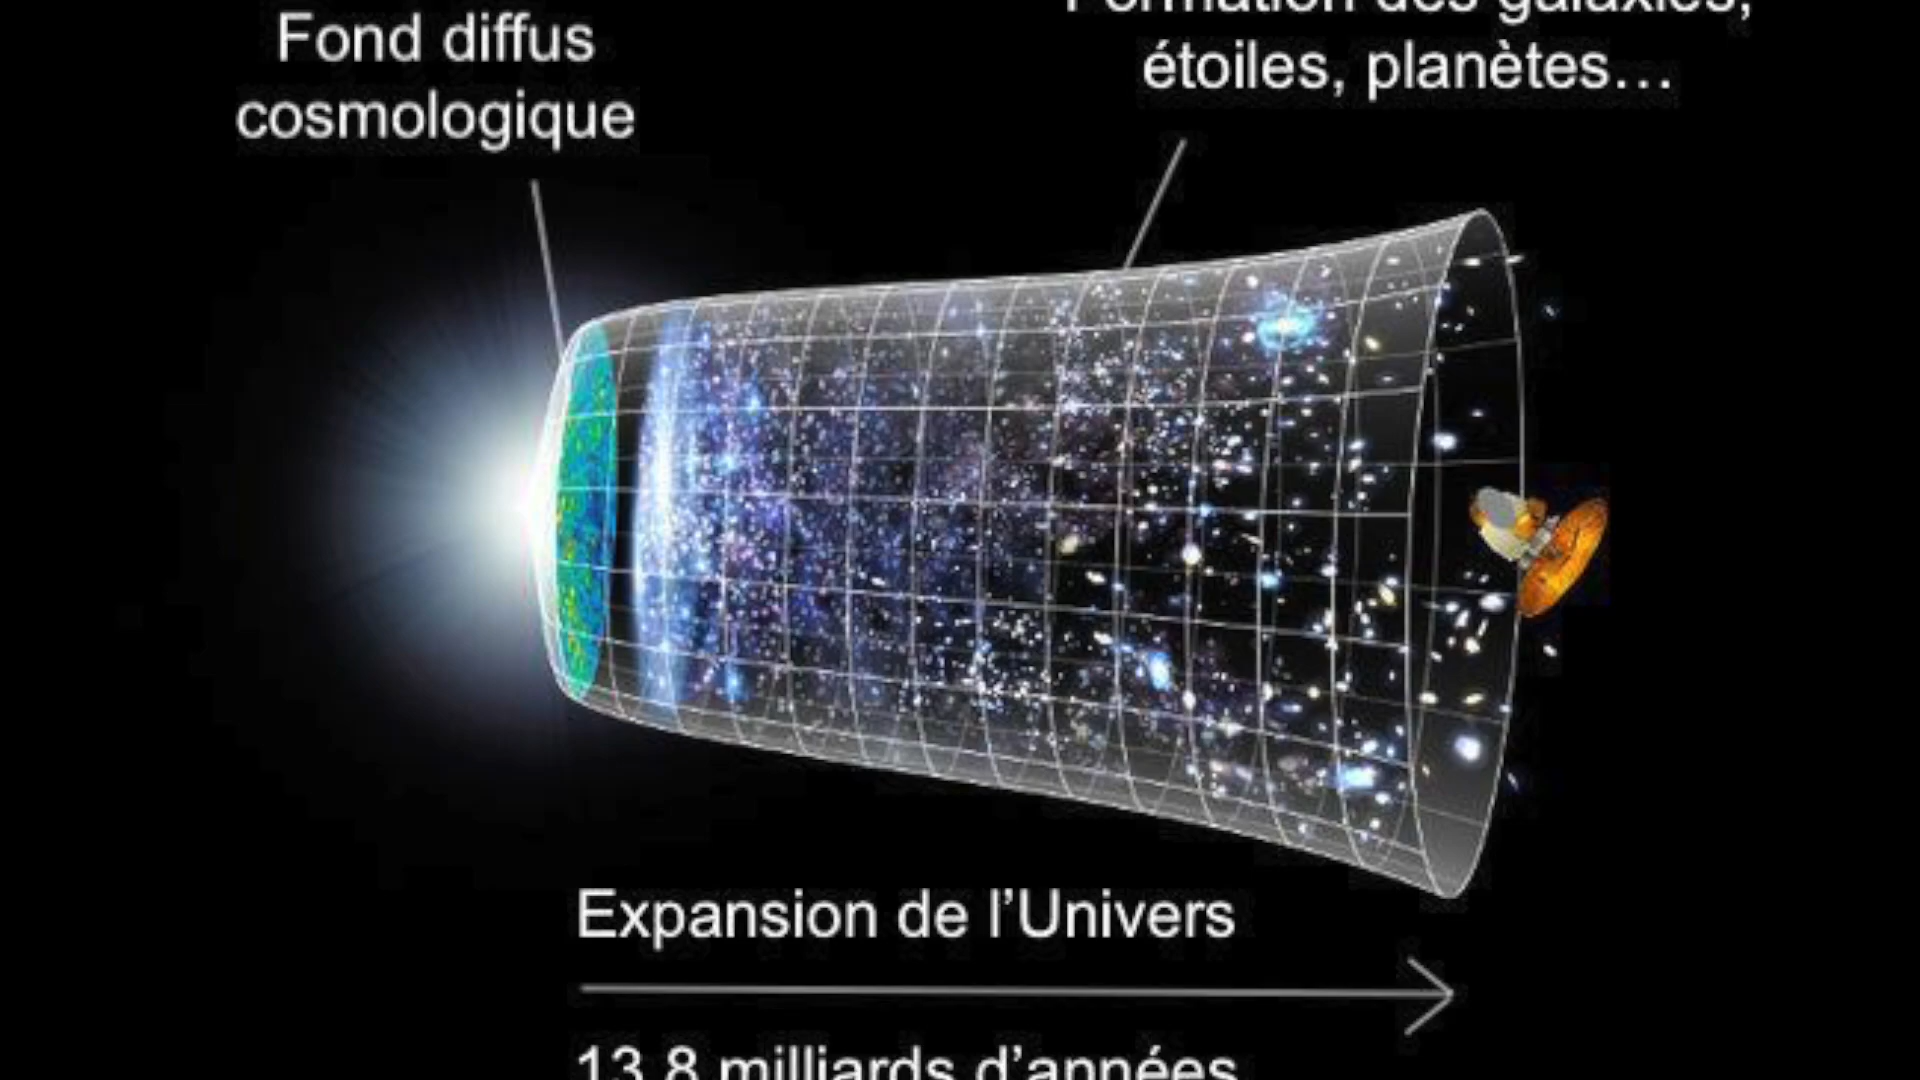 Fond diffus
cosmologique
Formation des galaxies,
étoiles, planètes…
Expansion de l’Univers
13,8 milliards d’années